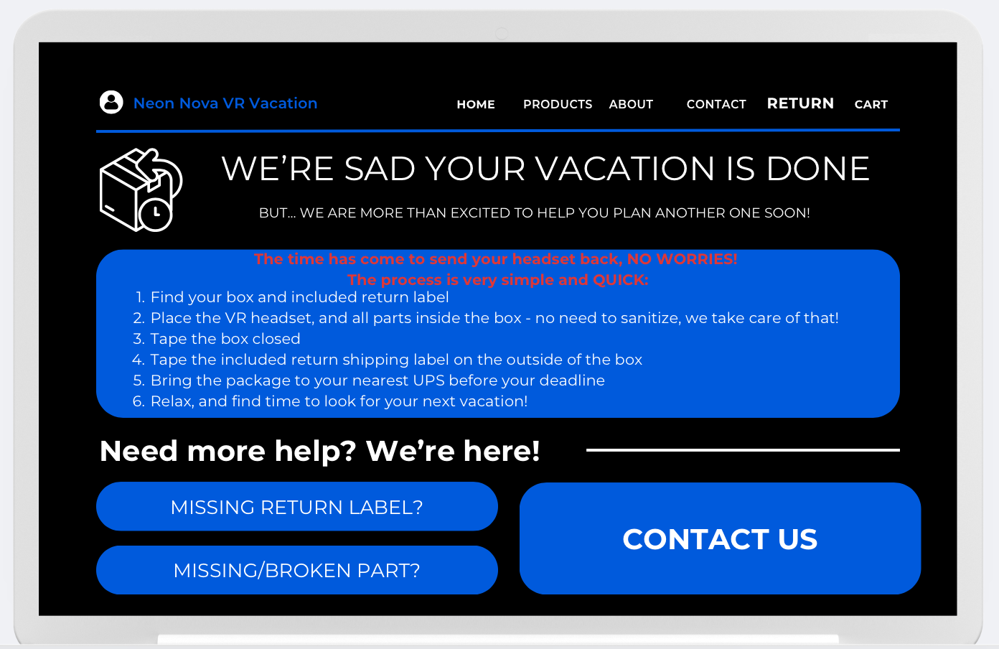 Neon Nova VR Vacation
HOME PRODUCTS ABOUT CONTACT RETURN CART
WE’RE SAD YOUR VACATION IS DONE
BUT... WE ARE MORE THAN EXCITED TO HELP YOU PLAN ANOTHER ONE SOON!
The time has come to send your headset back, NO WORRIES!
The process is very simple and QUICK:
1. Find your box and included return label
2. Place the VR headset, and all parts inside the box - no need to sanitize, we take care of that!
3. Tape the box closed
4. Tape the included return shipping label on the outside of the box
5. Bring the package to your nearest UPS before your deadline
6. Relax, and find time to look for your next vacation!
Need more help? We’re here!
MISSING RETURN LABEL?
MISSING/BROKEN PART?
CONTACT US